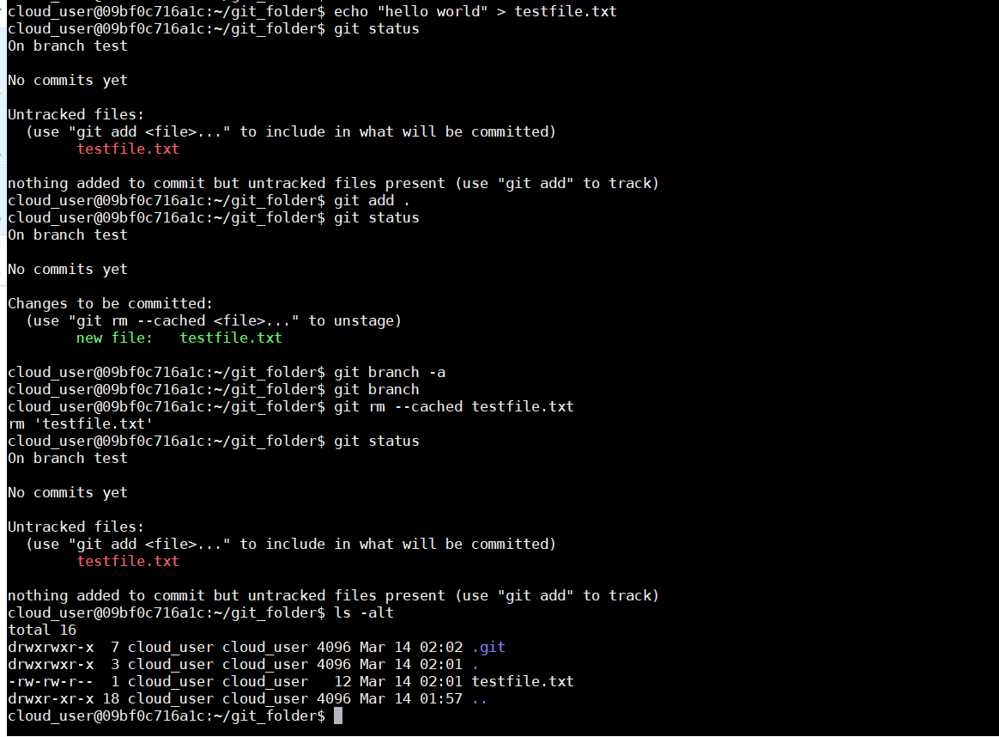 cloud_user@09bf0c716a1c:~/git_folder$ echo "hello world" > testfile.txt
cloud_user@09bf0c716a1c:~/git_folder$ git status
On branch test
No commits yet
Untracked files:
  (use "git add <file>..." to include in what will be committed)
        testfile.txt
nothing added to commit but untracked files present (use "git add" to track)
cloud_user@09bf0c716a1c:~/git_folder$ git add .
cloud_user@09bf0c716a1c:~/git_folder$ git status
On branch test
No commits yet
Changes to be committed:
  (use "git rm --cached <file>..." to unstage)
        new file:   testfile.txt
cloud_user@09bf0c716a1c:~/git_folder$ git branch -a
cloud_user@09bf0c716a1c:~/git_folder$ git branch
cloud_user@09bf0c716a1c:~/git_folder$ git rm --cached testfile.txt
rm 'testfile.txt'
cloud_user@09bf0c716a1c:~/git_folder$ git status
On branch test
No commits yet
Untracked files:
  (use "git add <file>..." to include in what will be committed)
        testfile.txt
nothing added to commit but untracked files present (use "git add" to track)
cloud_user@09bf0c716a1c:~/git_folder$ ls -alt
total 16
drwxrwxr-x  7 cloud_user cloud_user 4096 Mar 14 02:02 .git
drwxrwxr-x  3 cloud_user cloud_user 4096 Mar 14 02:01 .
-rw-rw-r--  1 cloud_user cloud_user   12 Mar 14 02:01 testfile.txt
drwxr-xr-x 18 cloud_user cloud_user 4096 Mar 14 01:57 ..
cloud_user@09bf0c716a1c:~/git_folder$